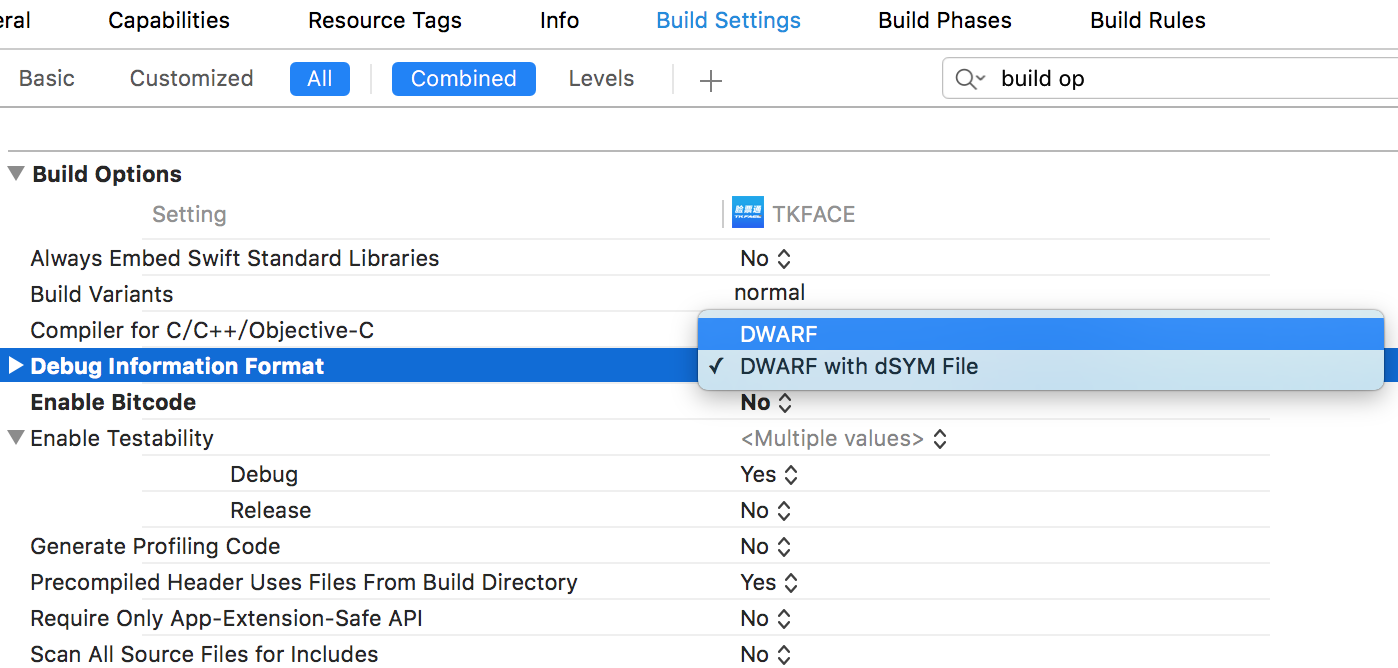 eral Capabilities Resource Tags Info Build Settings Build Phases Build Rules
Basic Customized All Combined Levels + build op
Build Options
Setting TKFACE
Always Embed Swift Standard Libraries No
Build Variants normal
Compiler for C/C++/Objective-C DWARF
Debug Information Format ✓ DWARF with dSYM File
Enable Bitcode No
Enable Testability <Multiple values>
Debug Yes
Release No
Generate Profiling Code No
Precompiled Header Uses Files From Build Directory Yes
Require Only App-Extension-Safe API No
Scan All Source Files for Includes No